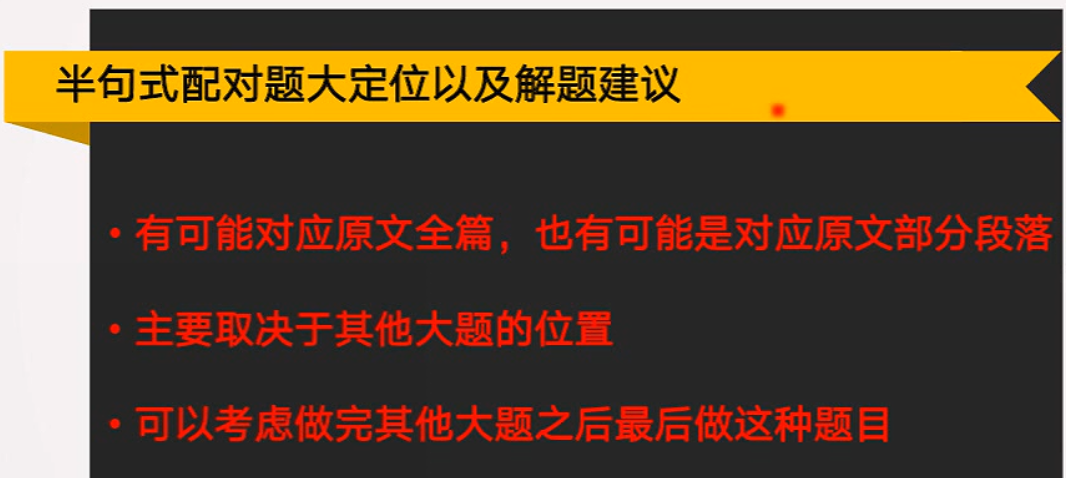 半句式配对题大定位以及解题建议
• 有可能对应原文全篇，也有可能是对应原文部分段落
• 主要取决于其他大题的位置
• 可以考虑做完其他大题之后最后做这种题目